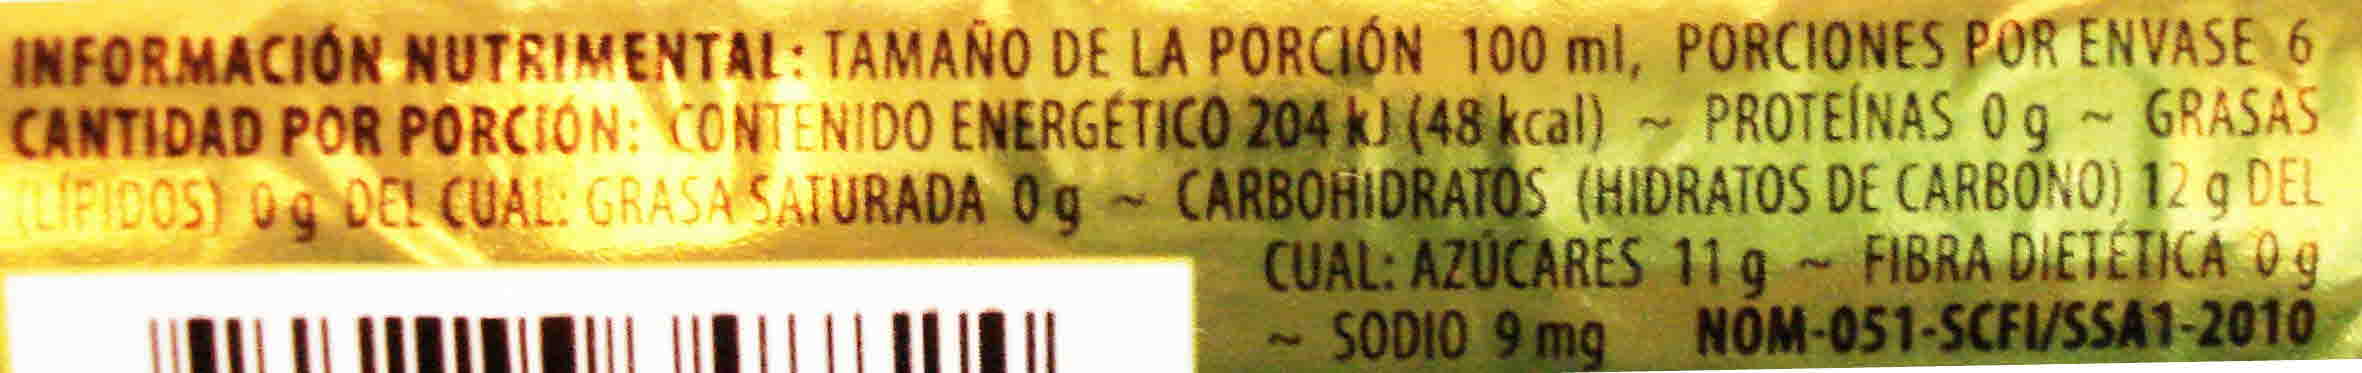 INFORMACIÓN NUTRIMENTAL: TAMAÑO DE LA PORCIÓN 100 ml, PORCIONES POR ENVASE 6
CANTIDAD POR PORCIÓN: CONTENIDO ENERGÉTICO 204 kJ (48 kcal) ~ PROTEÍNAS 0 g ~ GRASAS
(LÍPIDOS) 0 g DEL CUAL: GRASA SATURADA 0 g ~ CARBOHIDRATOS (HIDRATOS DE CARBONO) 12 g DEL
CUAL: AZÚCARES 11 g ~ FIBRA DIETÉTICA 0 g
~ SODIO 9 mg NOM-051-SCFI/SSA1-2010